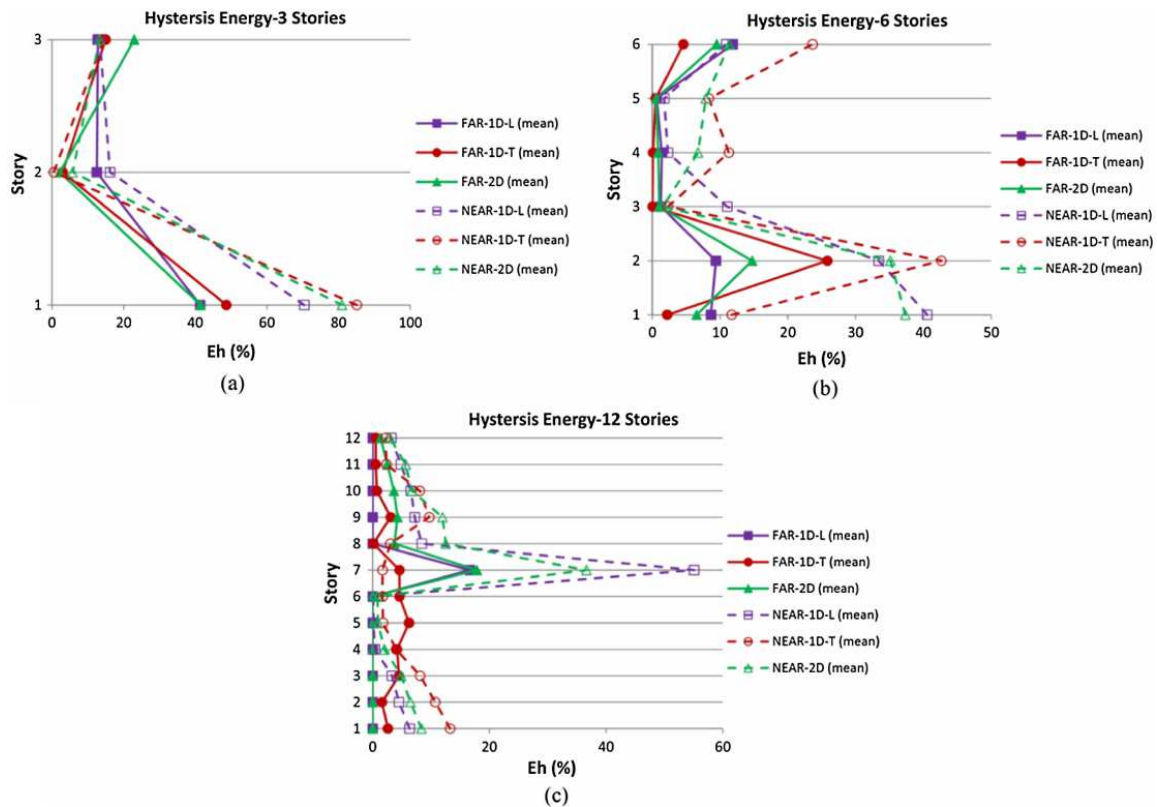 Hystersis Energy-3 Stories
3
2
1
Story
0 20 40 60 80 100
Eh (%)
FAR-1D-L (mean)
FAR-1D-T (mean)
FAR-2D (mean)
NEAR-1D-L (mean)
NEAR-1D-T (mean)
NEAR-2D (mean)
(a)
Hystersis Energy-6 Stories
6
5
4
3
2
1
Story
0 10 20 30 40 50
Eh (%)
FAR-1D-L (mean)
FAR-1D-T (mean)
FAR-2D (mean)
NEAR-1D-L (mean)
NEAR-1D-T (mean)
NEAR-2D (mean)
(b)
Hystersis Energy-12 Stories
12
11
10
9
8
7
6
5
4
3
2
1
Story
0 20 40 60
Eh (%)
FAR-1D-L (mean)
FAR-1D-T (mean)
FAR-2D (mean)
NEAR-1D-L (mean)
NEAR-1D-T (mean)
NEAR-2D (mean)
(c)